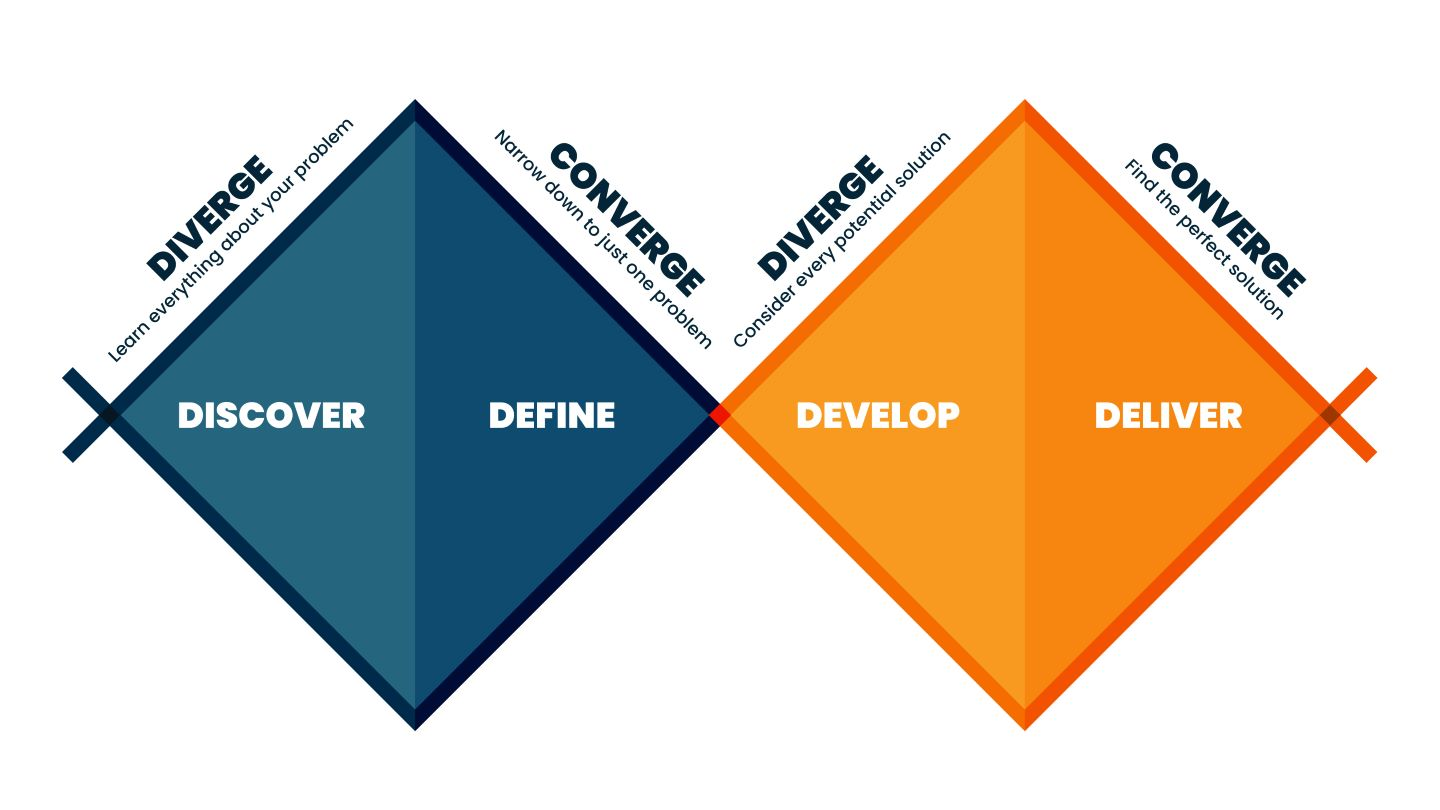 DIVERGE
Learn everything about your problem
CONVERGE
Narrow down to just one problem
DIVERGE
Consider every potential solution
CONVERGE
Find the perfect solution
DISCOVER
DEFINE
DEVELOP
DELIVER